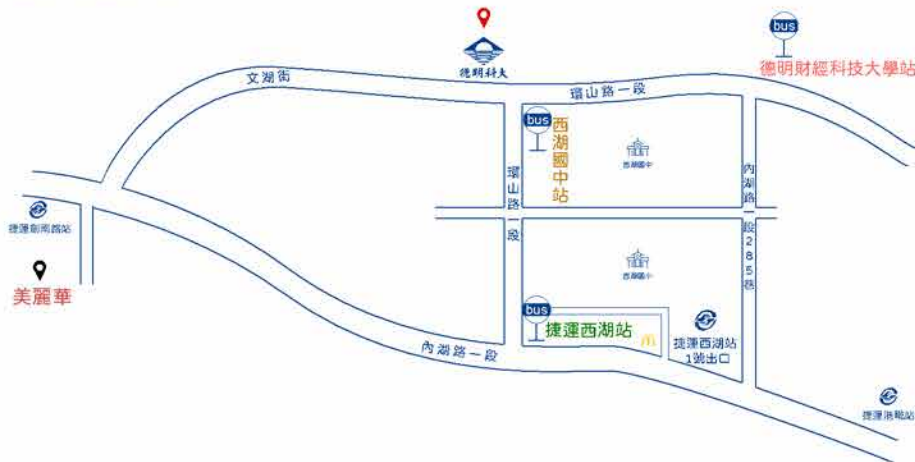 bus
德明財經科技大學站
德明科大
文湖街
環山路一段
bus
西湖國中站
西湖國中
環山路一段
內湖路一段285巷
捷運劍南路站
美麗華
西湖國小
bus
捷運西湖站
捷運西湖站
1號出口
內湖路一段
捷運港墘站